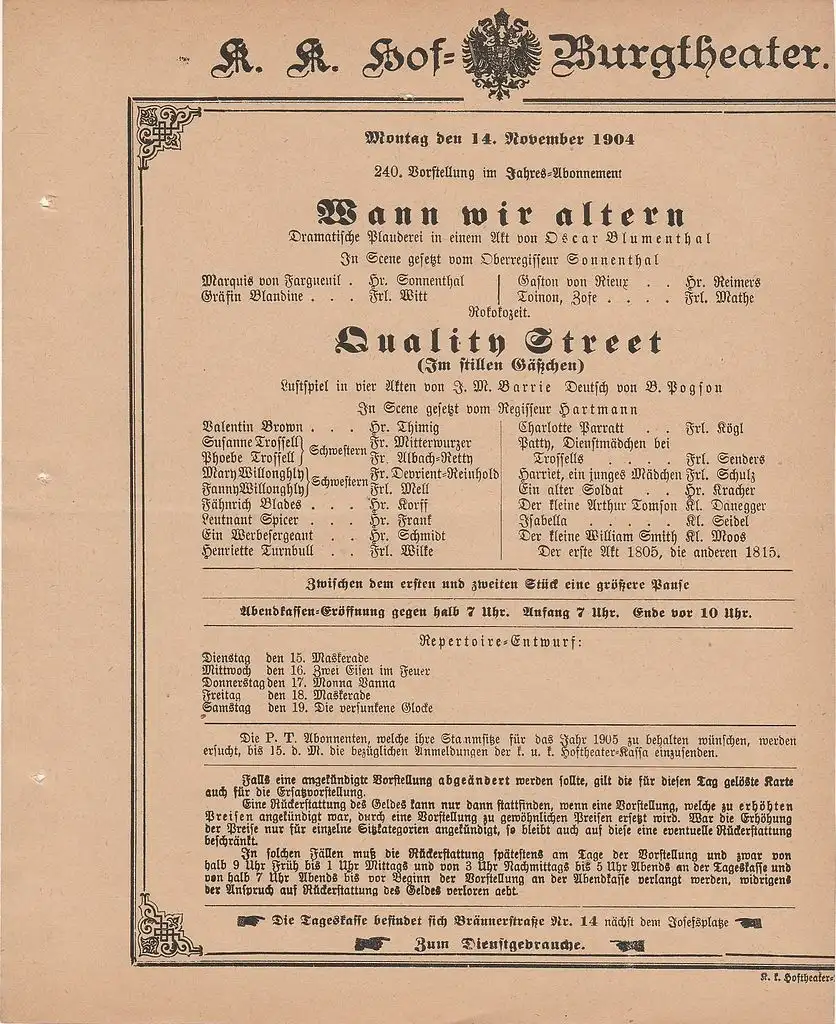 K. K. Hof= Burgtheater.
Montag den 14. November 1904
240. Vorstellung im Jahres=Abonnement
Wann wir altern
Dramatische Plauderei in einem Akt von Oscar Blumenthal
In Scene gesetzt vom Oberregisseur Sonnenthal
Marquis von Fargueuil . Hr. Sonnenthal
Gräfin Blandine . . . Frl. Witt
Gaston von Rieux . . Hr. Reimers
Toinon, Zofe . . . . Frl. Mathe
Rokokozeit.
Quality Street
(Im stillen Gäßchen)
Lustspiel in vier Akten von J. M. Barrie Deutsch von B. Pogson
In Scene gesetzt vom Regisseur Hartmann
Valentin Brown . . . Hr. Thimig
Susanne Trossell } Schwestern Fr. Mitterwurzer
Phoebe Trossell } Fr. Albach=Retty
Mary Willonghly } Schwestern Fr. Devrient=Reinhold
Fanny Willonghly } Frl. Mell
Fähnrich Blades . . . Hr. Korff
Leutnant Spicer . . . Hr. Frank
Ein Werbesergeant . . Hr. Schmidt
Henriette Turnbull . . Frl. Wilke
Charlotte Parratt . . Frl. Kögl
Patty, Dienstmädchen bei
Trossells . . . . Frl. Senders
Harriet, ein junges Mädchen Frl. Schulz
Ein alter Soldat . . Hr. Kracher
Der kleine Arthur Tomson Kl. Danegger
Isabella . . . . . Kl. Seidel
Der kleine William Smith Kl. Moos
Der erste Akt 1805, die anderen 1815.
Zwischen dem ersten und zweiten Stück eine größere Pause
Abendkassen=Eröffnung gegen halb 7 Uhr. Anfang 7 Uhr. Ende vor 10 Uhr.
Repertoire=Entwurf:
Dienstag den 15. Maskerade
Mittwoch den 16. Zwei Eisen im Feuer
Donnerstag den 17. Monna Vanna
Freitag den 18. Maskerade
Samstag den 19. Die versunkene Glocke
Die P. T. Abonnenten, welche ihre Stammsitze für das Jahr 1905 zu behalten wünschen, werden
ersucht, bis 15. d. M. die bezüglichen Anmeldungen der k. u. k. Hoftheater=Kassa einzusenden.
Falls eine angekündigte Vorstellung abgeändert werden sollte, gilt die für diesen Tag gelöste Karte
auch für die Ersatzvorstellung.
Eine Rückerstattung des Geldes kann nur dann stattfinden, wenn eine Vorstellung, welche zu erhöhten
Preisen angekündigt war, durch eine Vorstellung zu gewöhnlichen Preisen ersetzt wird. War die Erhöhung
der Preise nur für einzelne Sitzkategorien angekündigt, so bleibt auch auf diese eine eventuelle Rückerstattung
beschränkt.
In solchen Fällen muß die Rückerstattung spätestens am Tage der Vorstellung und zwar von
halb 9 Uhr Früh bis 1 Uhr Mittags und von 3 Uhr Nachmittags bis 5 Uhr Abends an der Tageskasse und
von halb 7 Uhr Abends bis vor Beginn der Vorstellung an der Abendkasse verlangt werden, widrigens
der Anspruch auf Rückerstattung des Geldes verloren geht.
Die Tageskasse befindet sich Bräunerstraße Nr. 14 nächst dem Josefsplatze
Zum Dienstgebrauche.
K. k. Hoftheater=